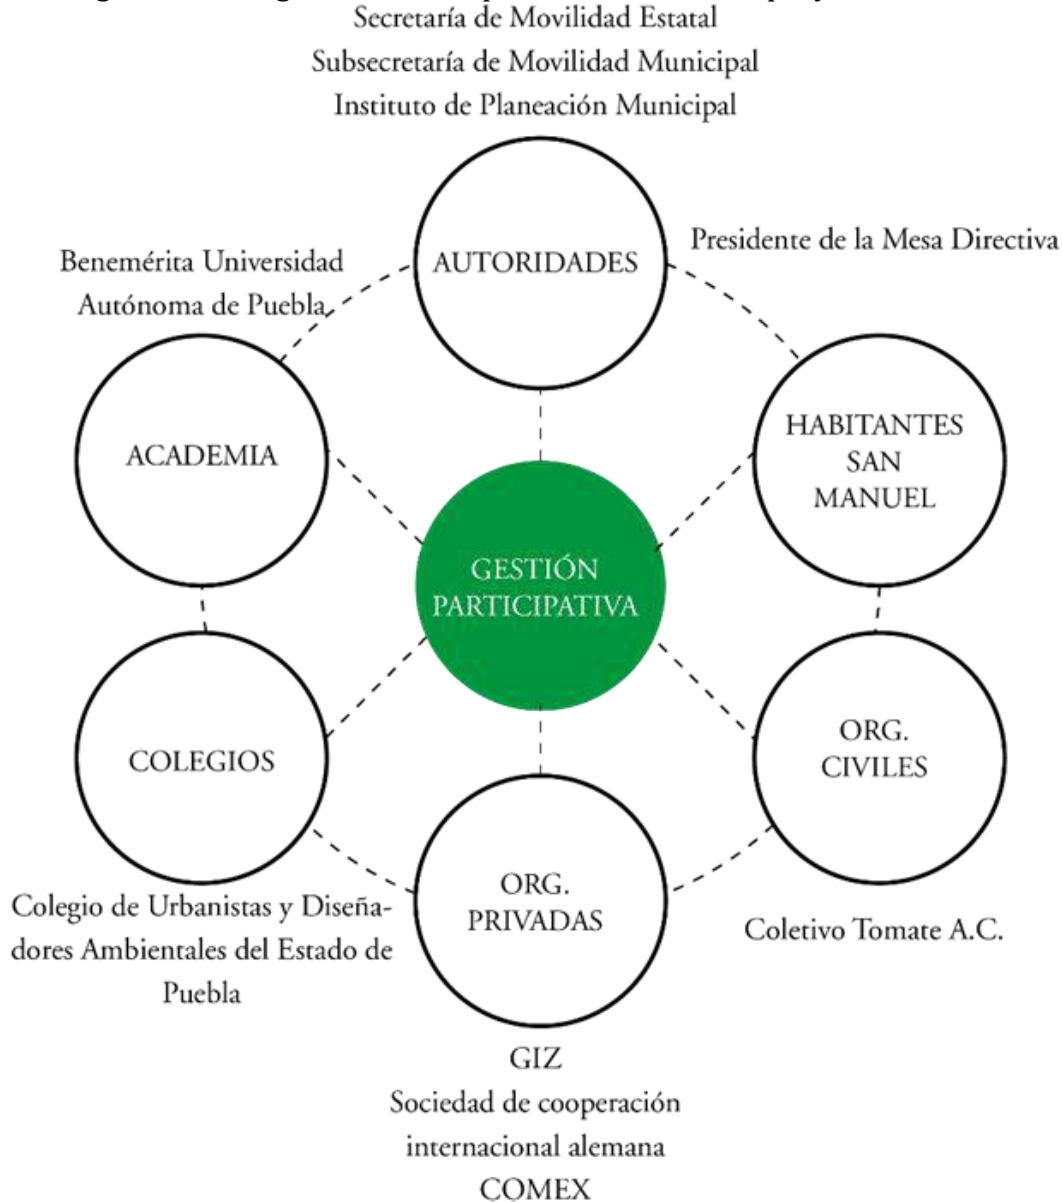 Secretaría de Movilidad Estatal
Subsecretaría de Movilidad Municipal
Instituto de Planeación Municipal
AUTORIDADES
Presidente de la Mesa Directiva
Benemérita Universidad
Autónoma de Puebla
ACADEMIA
HABITANTES
SAN
MANUEL
GESTIÓN
PARTICIPATIVA
COLEGIOS
ORG.
CIVILES
Colegio de Urbanistas y Diseña-
dores Ambientales del Estado de
Puebla
ORG.
PRIVADAS
Coletivo Tomate A.C.
GIZ
Sociedad de cooperación
internacional alemana
COMEX